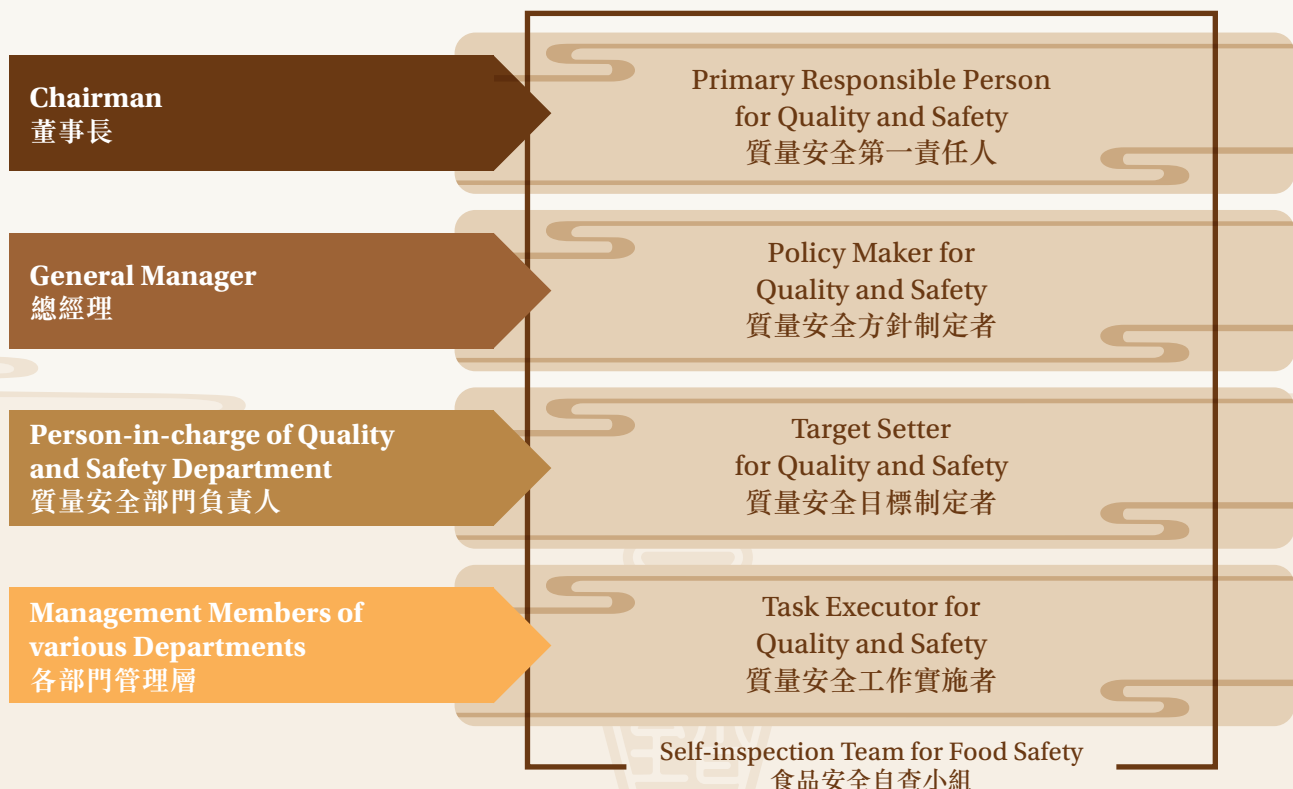 Chairman
董事長
Primary Responsible Person
for Quality and Safety
質量安全第一責任人
General Manager
總經理
Policy Maker for
Quality and Safety
質量安全方針制定者
Person-in-charge of Quality
and Safety Department
質量安全部門負責人
Target Setter
for Quality and Safety
質量安全目標制定者
Management Members of
various Departments
各部門管理層
Task Executor for
Quality and Safety
質量安全工作實施者
Self-inspection Team for Food Safety
食品安全自查小組